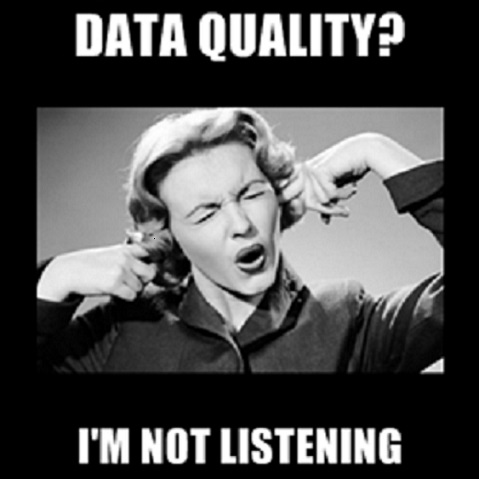 DATA QUALITY?
I'M NOT LISTENING